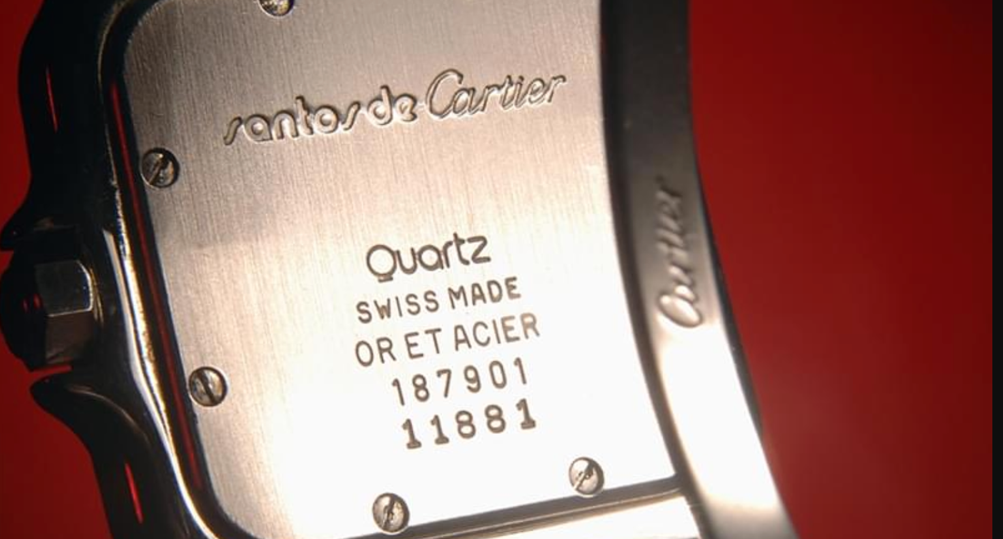 santos de Cartier
Quartz
SWISS MADE
OR ET ACIER
187901
11881
Cartier